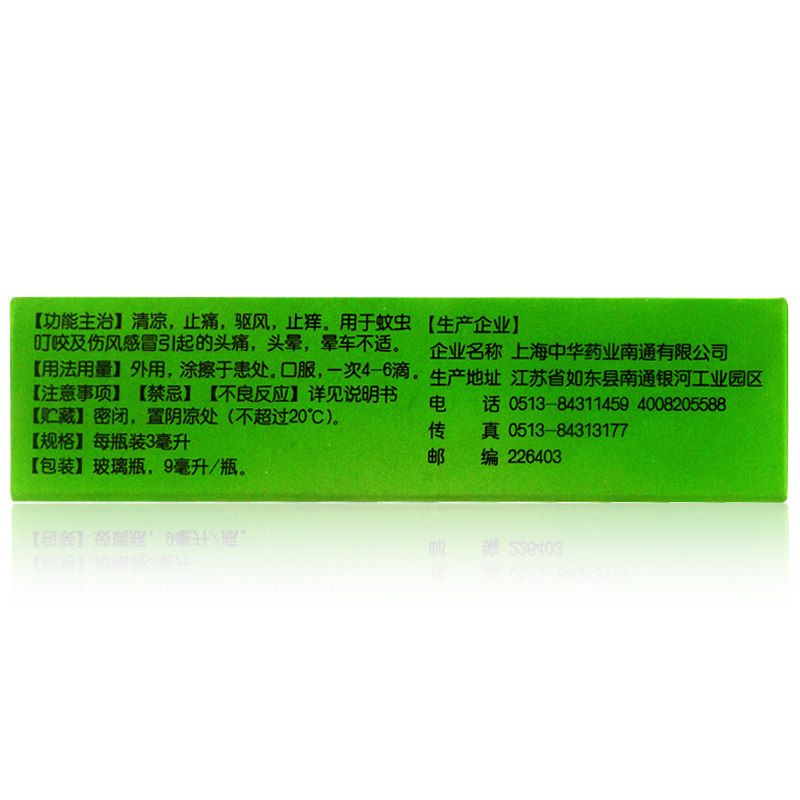 【功能主治】清凉，止痛，驱风，止痒。用于蚊虫
叮咬及伤风感冒引起的头痛，头晕，晕车不适。
【用法用量】外用，涂擦于患处。口服，一次4-6滴。
【注意事项】【禁忌】【不良反应】详见说明书
【贮藏】密闭，置阴凉处（不超过20℃）。
【规格】每瓶装3毫升
【包装】玻璃瓶，9毫升/瓶。
【生产企业】
企业名称 上海中华药业南通有限公司
生产地址 江苏省如东县南通银河工业园区
电 话 0513-84311459 4008205588
传 真 0513-84313177
邮 编 226403